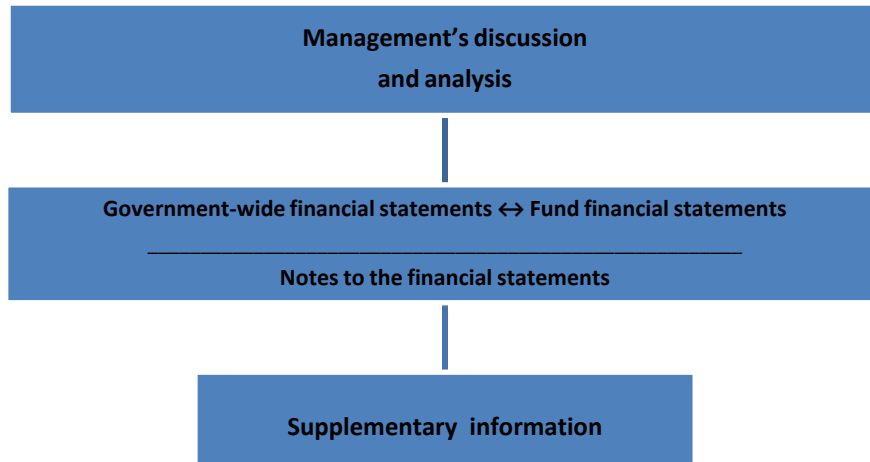 Management’s discussion
and analysis
Government-wide financial statements ↔ Fund financial statements
Notes to the financial statements
Supplementary information